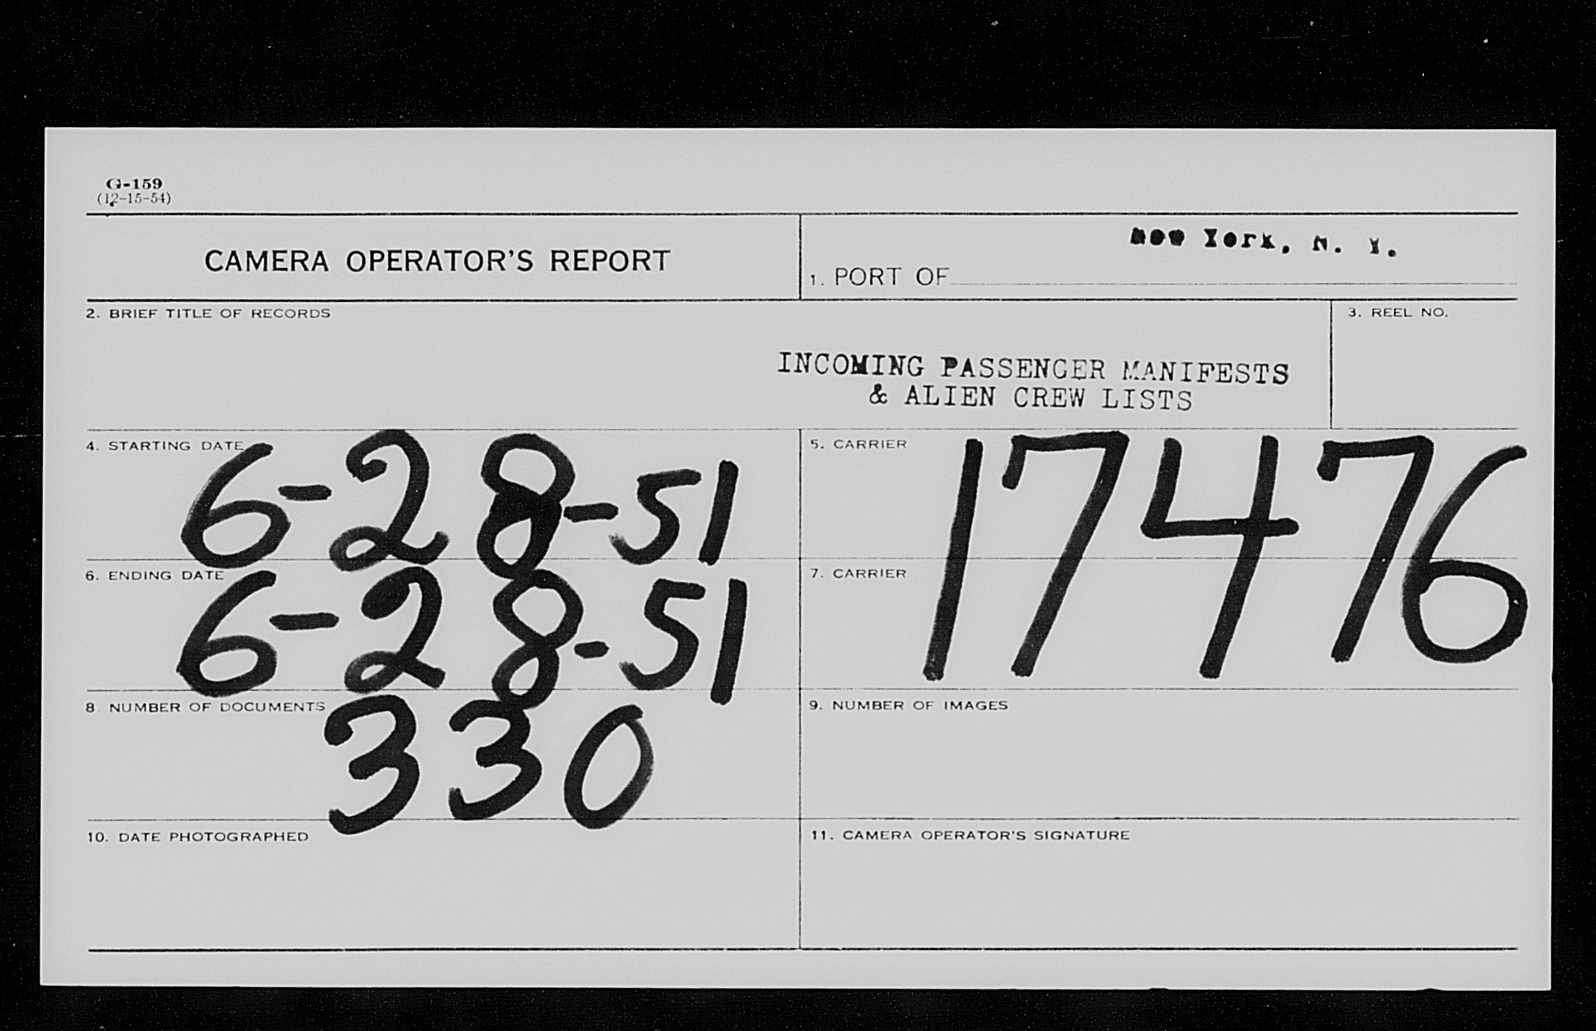 G-159
(12-15-54)
CAMERA OPERATOR'S REPORT
1. PORT OF New York, N. Y.
2. BRIEF TITLE OF RECORDS
INCOMING PASSENGER MANIFESTS
& ALIEN CREW LISTS
3. REEL NO.
4. STARTING DATE
6-28-51
5. CARRIER
17476
6. ENDING DATE
6-28-51
7. CARRIER
8 NUMBER OF DOCUMENTS
330
9. NUMBER OF IMAGES
10. DATE PHOTOGRAPHED
11. CAMERA OPERATOR'S SIGNATURE